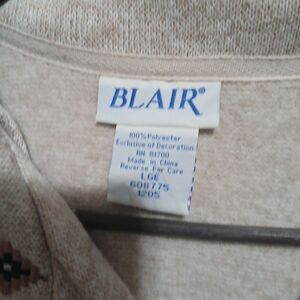 BLAIR®
100% Polyester
Exclusive of Decoration
RN 81700
Made in China
Reverse For Care
LGE
608775
1205